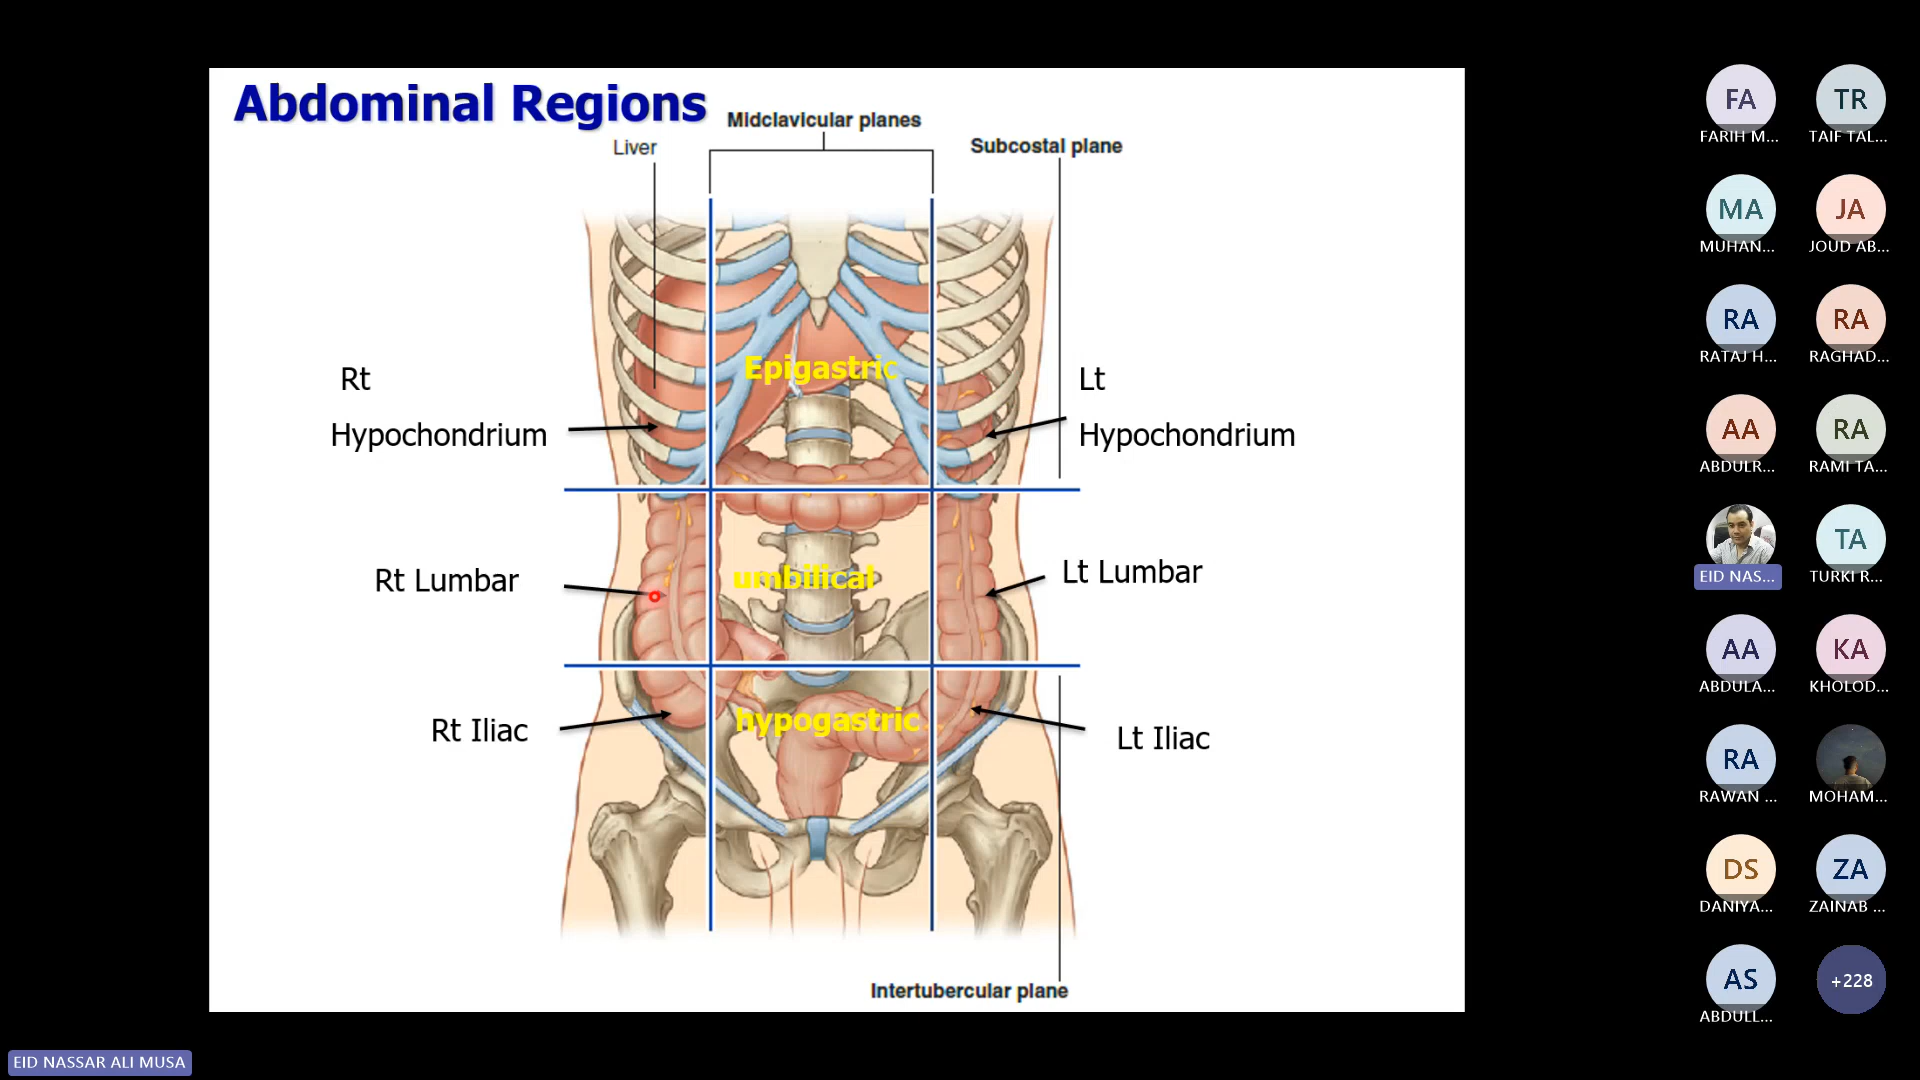 Abdominal Regions
Midclavicular planes
Liver
Subcostal plane
Epigastric
Rt
Hypochondrium
Lt
Hypochondrium
Rt Lumbar
umbilical
Lt Lumbar
Rt Iliac
hypogastric
Lt Iliac
Intertubercular plane
FA
FARIH M...
TR
TAIF TAL...
MA
MUHAN...
JA
JOUD AB...
RA
RATAJ H...
RA
RAGHAD...
AA
ABDULR...
RA
RAMI TA...
EID NAS...
TA
TURKI R...
AA
ABDULA...
KA
KHOLOD...
RA
RAWAN ...
MOHAM...
DS
DANIYA...
ZA
ZAINAB ...
AS
ABDULL...
+228
EID NASSAR ALI MUSA